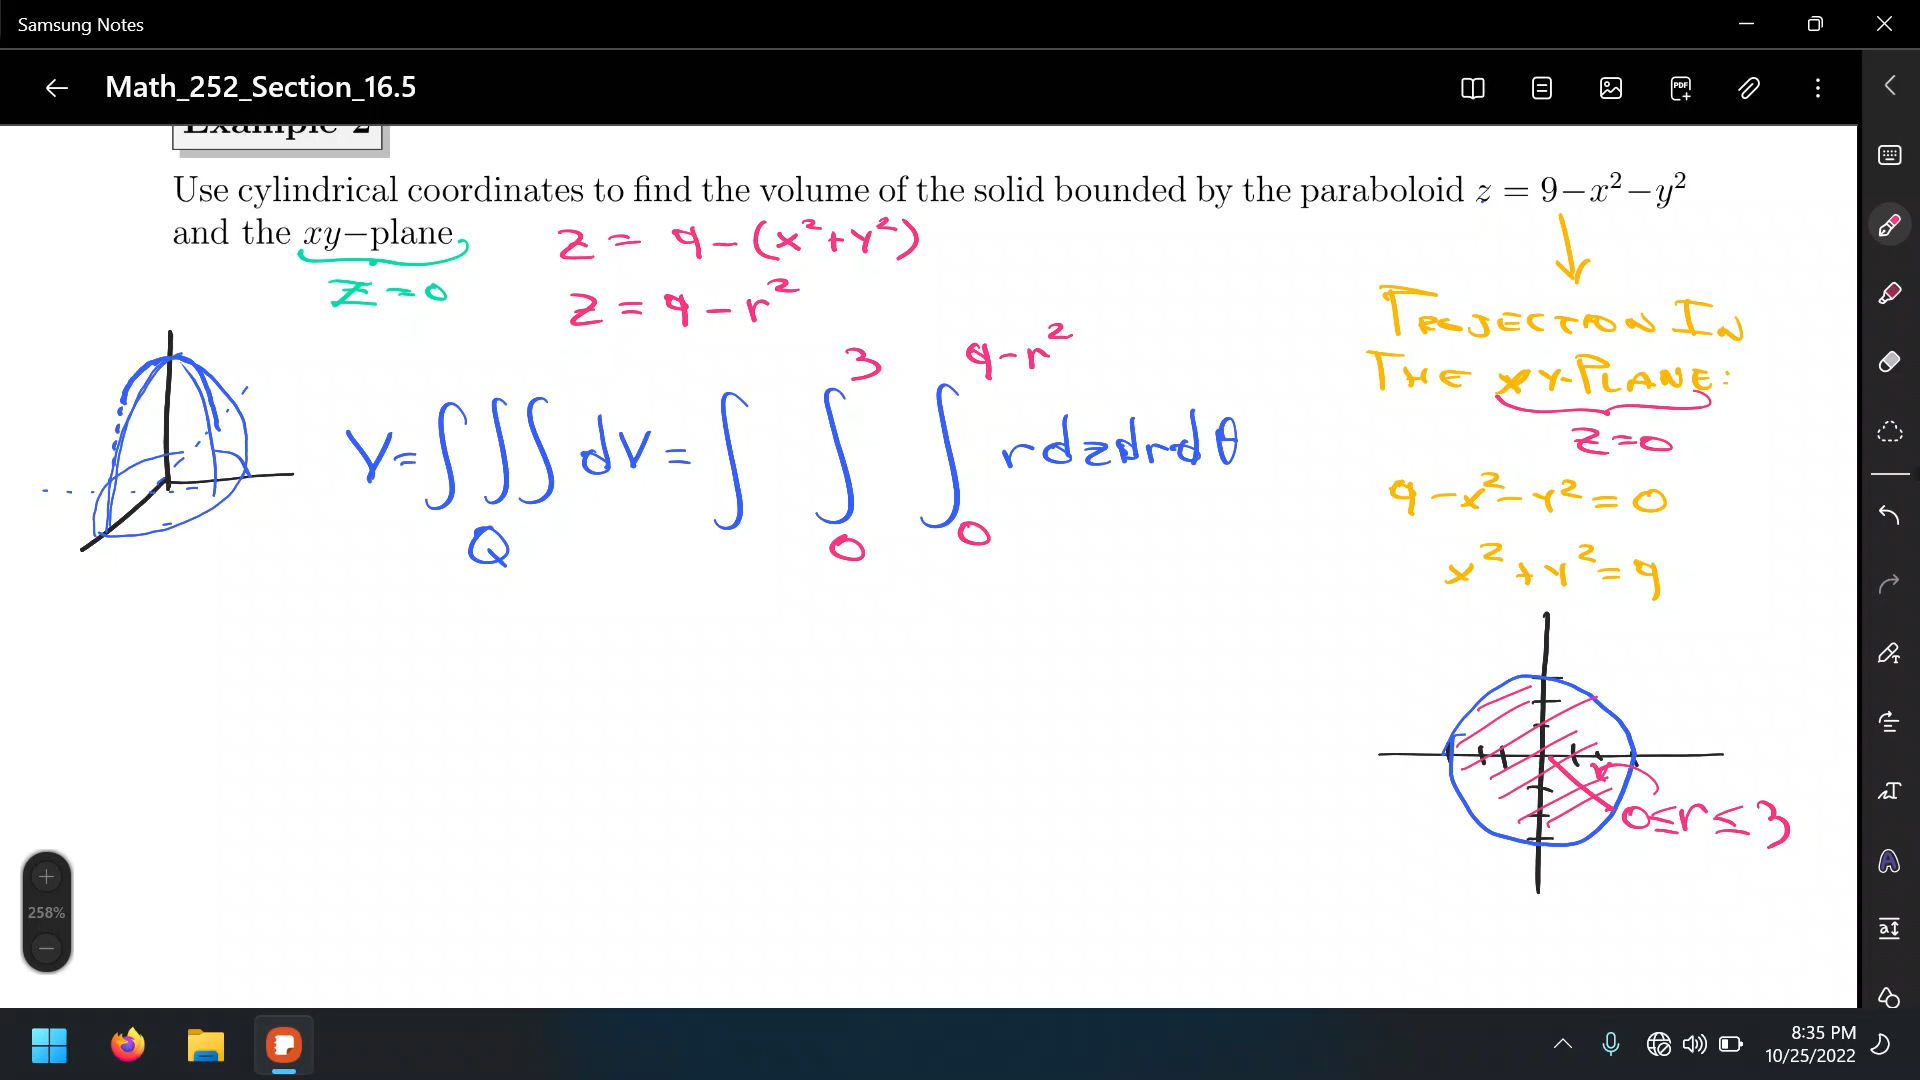 Samsung Notes
Math_252_Section_16.5
Example 2
Use cylindrical coordinates to find the volume of the solid bounded by the paraboloid z = 9−x²−y²
and the xy−plane.
z = 0
z = 9 − (x²+y²)
z = 9 − r²
V = ∫∫∫ dV = ∫ ∫ ∫ r dz dr dθ
Q
3
0
9−r²
0
PROJECTION IN
THE XY-PLANE:
z=0
9 − x² − y² = 0
x² + y² = 9
r
0≤r≤3
258%
PDF
8:35 PM
10/25/2022